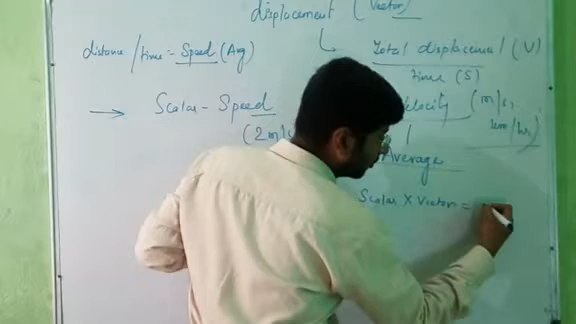 displacement (Vector
distance / time :- Speed (Avg)
Total displacement (V)
time (S)
Scalar - Speed
Velocity (m/s,
km/hr)
(2m/s
Average
Scalar X Vector =